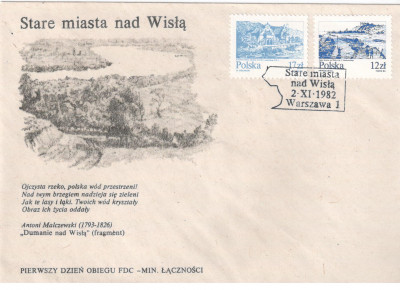 Stare miasta nad Wisłą
Polska 17zł
Polska 12zł
Stare miasta
nad Wisłą
2-XI-1982
Warszawa 1
Ojczysta rzeko, polska wód przestrzeni!
Nad twym brzegiem nadzieja się zieleni
Jak te lasy i łąki. Twoich wód kryształy
Obraz ich życia oddały
Antoni Malczewski (1793-1826)
„Dumanie nad Wisłą” (fragment)
PIERWSZY DZIEŃ OBIEGU FDC –MIN. ŁĄCZNOŚCI